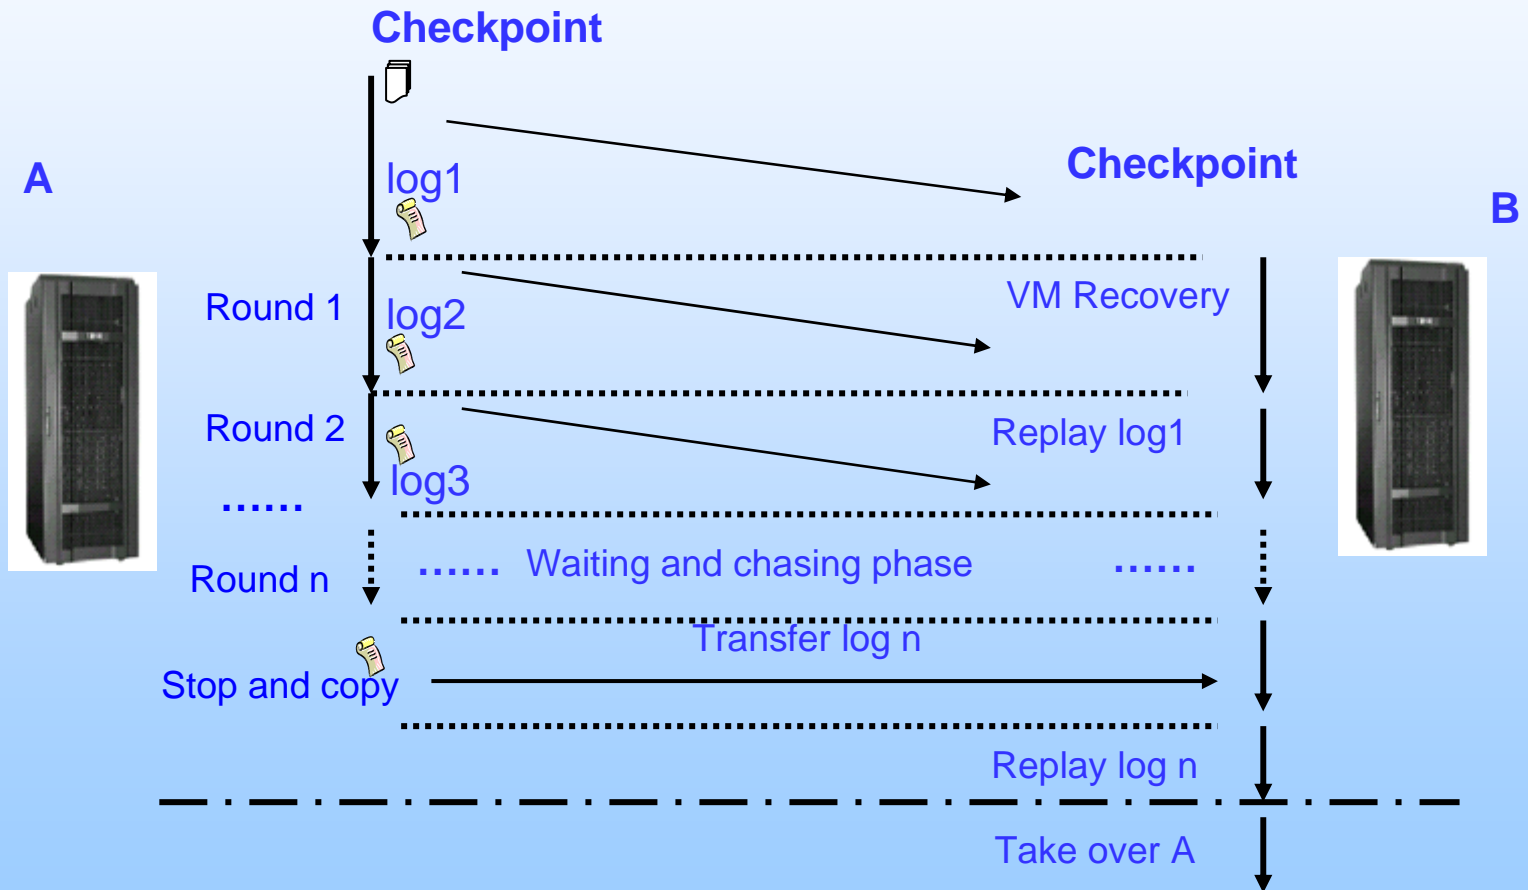 Checkpoint
Checkpoint
A
log1
B
Round 1
log2
VM Recovery
Round 2
Replay log1
log3
......
Round n
...... Waiting and chasing phase ......
Transfer log n
Stop and copy
Replay log n
Take over A